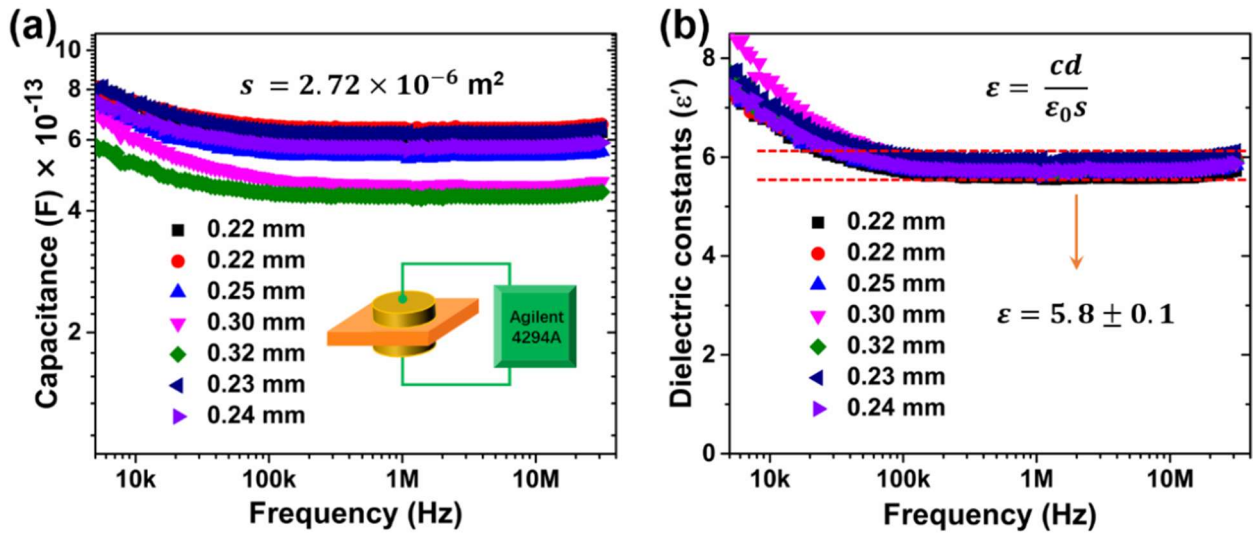 (a)
s = 2.72 × 10⁻⁶ m²
Capacitance (F) × 10⁻¹³
10
8
6
4
2
0.22 mm
0.22 mm
0.25 mm
0.30 mm
0.32 mm
0.23 mm
0.24 mm
Agilent
4294A
10k
100k
1M
10M
Frequency (Hz)
(b)
ε = cd / ε₀s
Dielectric constants (ε′)
8
6
4
2
0
0.22 mm
0.22 mm
0.25 mm
0.30 mm
0.32 mm
0.23 mm
0.24 mm
ε = 5.8 ± 0.1
10k
100k
1M
10M
Frequency (Hz)